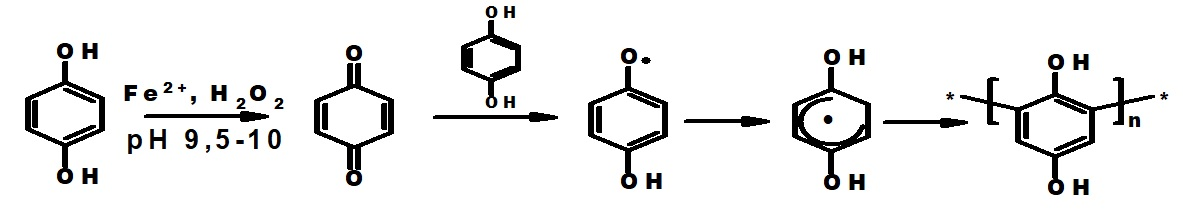 OH
OH
Fe²⁺, H₂O₂
pH 9,5-10
O
O
OH
OH
O•
OH
OH
•
OH
* [ ]n *
OH
OH